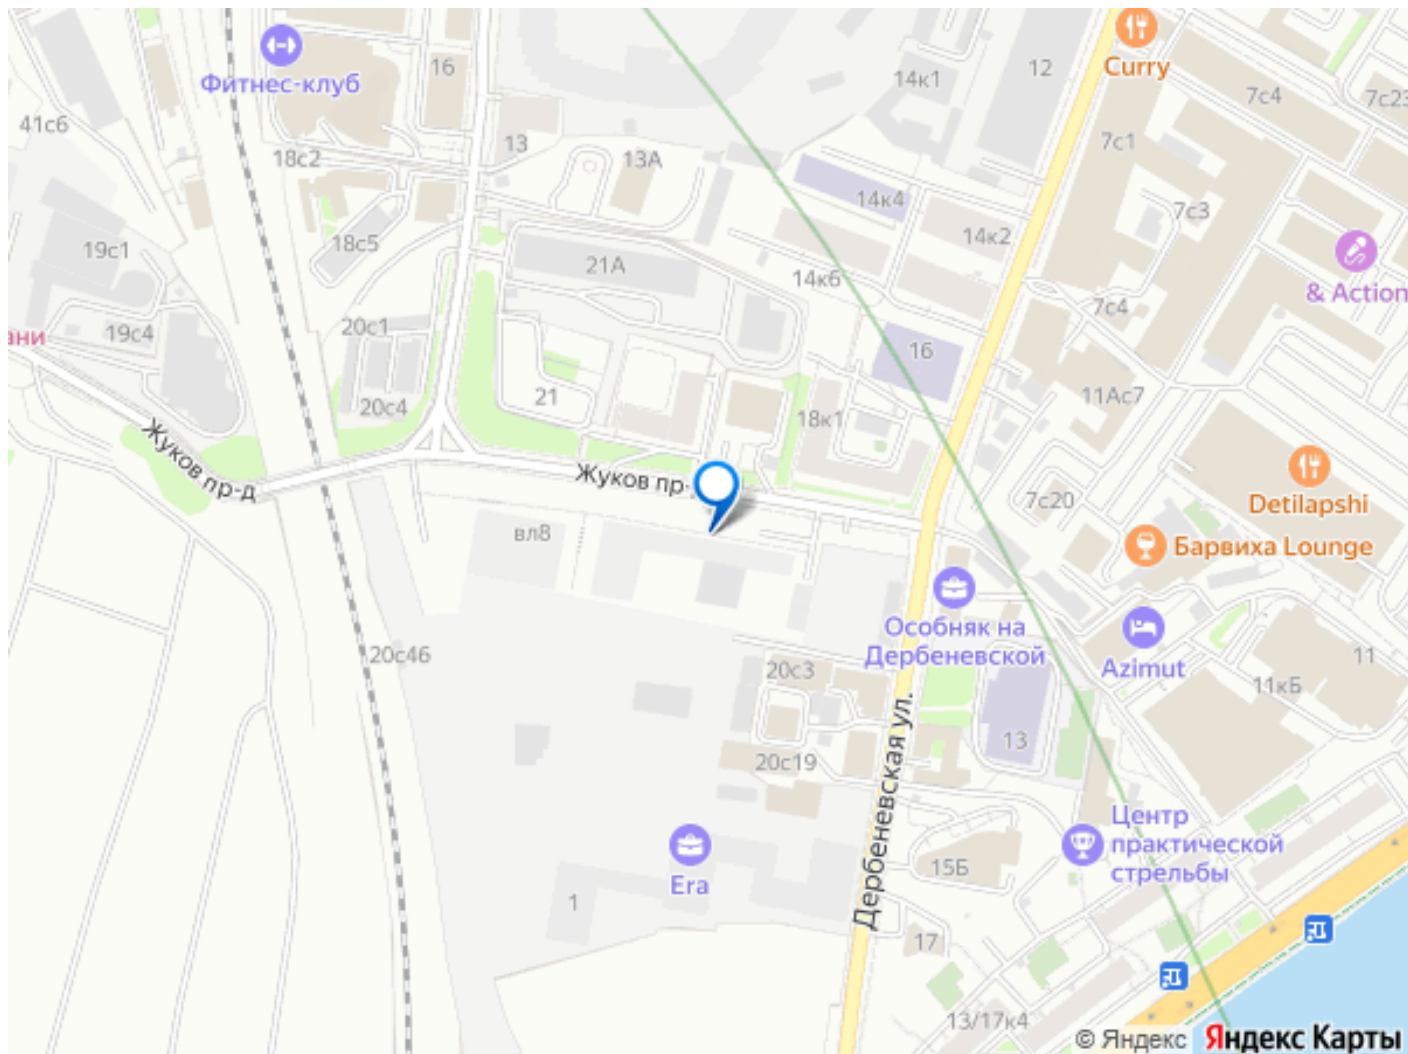 Curry
12
14к1
7с4
7с23
Фитнес-клуб
16
41с6
13
18с2
13А
7с1
14к4
7с3
18с5
14к2
19с1
21А
14к6
& Action
7с4
ани
19с4
20с1
16
20с4
21
18к1
11Ас7
Жуков пр-д
Жуков пр-
7с20
Detilapshi
вл8
Барвиха Lounge
Особняк на
Дербеневской
Azimut
20с46
20с3
11
11кБ
13
20с19
Дербеневская ул.
Центр
практической
стрельбы
Era
15Б
1
17
13/17к4
© Яндекс
Яндекс Карты